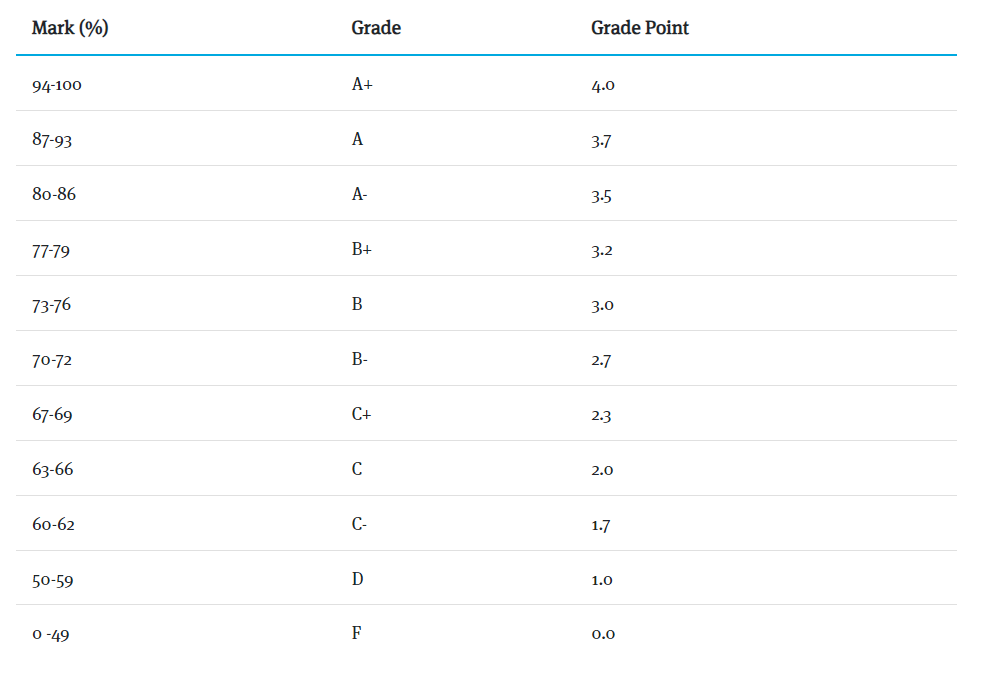 Mark (%) Grade Grade Point
94-100 A+ 4.0
87-93 A 3.7
80-86 A- 3.5
77-79 B+ 3.2
73-76 B 3.0
70-72 B- 2.7
67-69 C+ 2.3
63-66 C 2.0
60-62 C- 1.7
50-59 D 1.0
0 -49 F 0.0